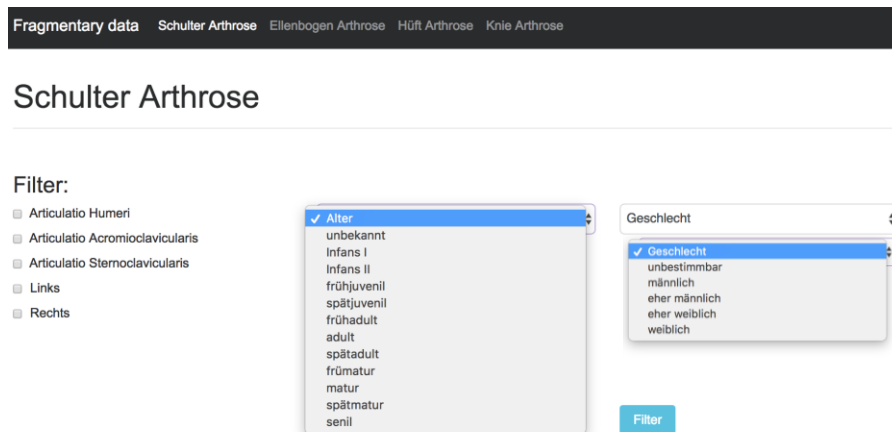 Fragmentary data Schulter Arthrose Ellenbogen Arthrose Hüft Arthrose Knie Arthrose
Schulter Arthrose
Filter:
Articulatio Humeri
Articulatio Acromioclavicularis
Articulatio Sternoclavicularis
Links
Rechts
✓ Alter
unbekannt
Infans I
Infans II
frühjuvenil
spätjuvenil
frühadult
adult
spätadult
frümatur
matur
spätmatur
senil
Geschlecht
✓ Geschlecht
unbestimmbar
männlich
eher männlich
eher weiblich
weiblich
Filter